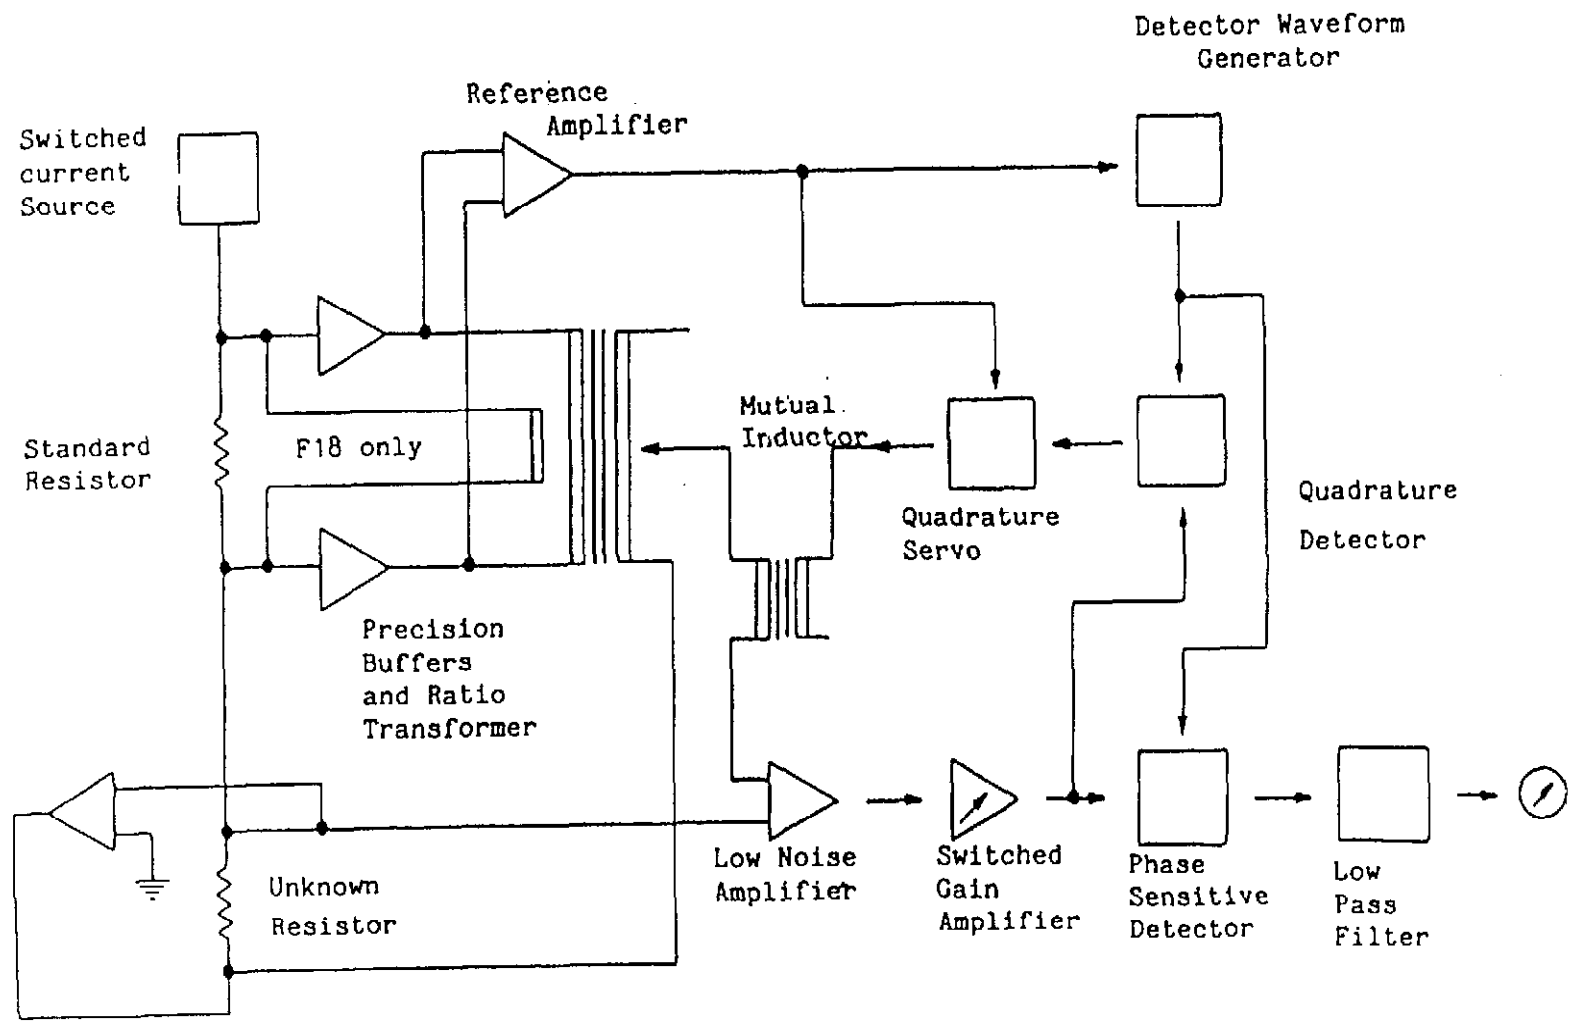 Detector Waveform
Generator
Reference
Amplifier
Switched
current
Source
Standard
Resistor
F18 only
Mutual
Inductor
Quadrature
Servo
Quadrature
Detector
Precision
Buffers
and Ratio
Transformer
Unknown
Resistor
Low Noise
Amplifier
Switched
Gain
Amplifier
Phase
Sensitive
Detector
Low
Pass
Filter